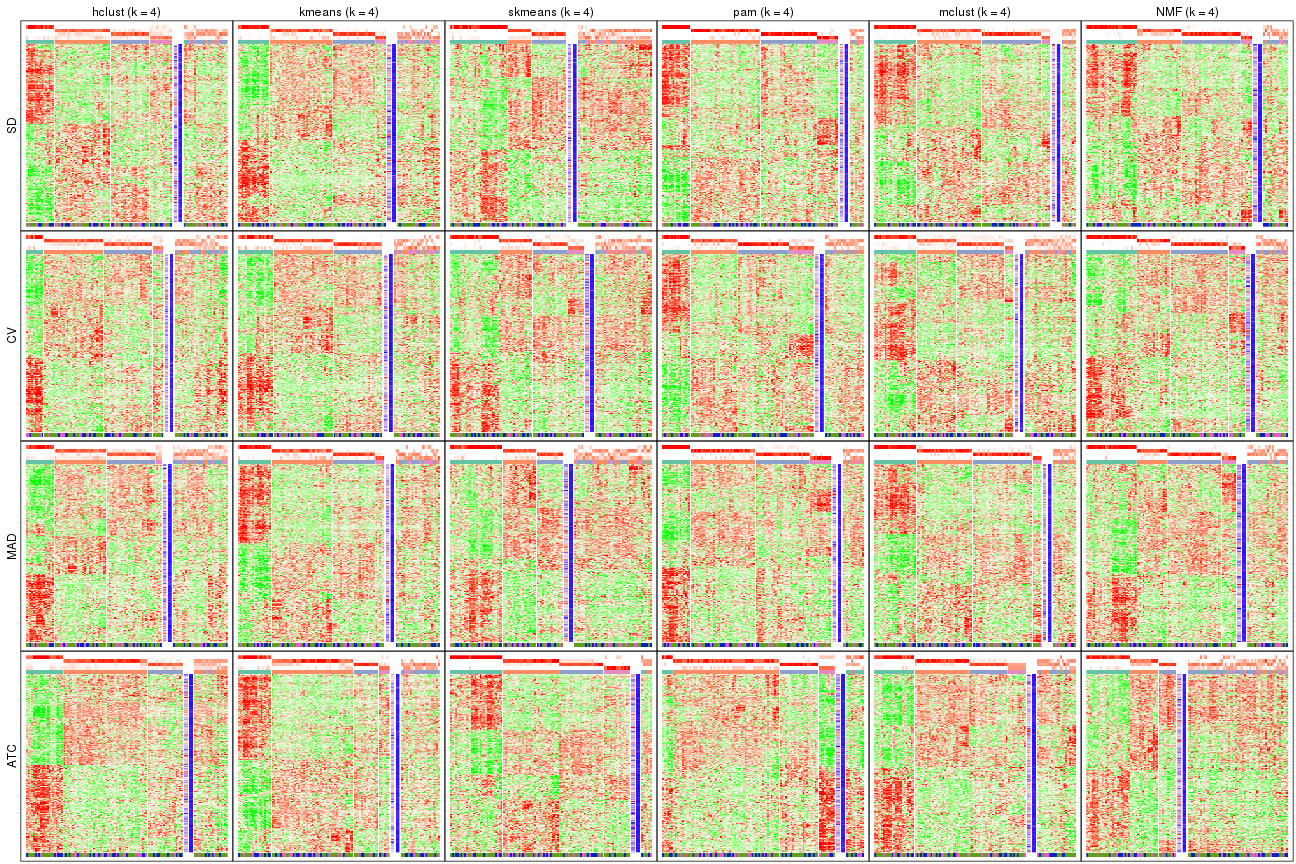 hclust (k = 4) kmeans (k = 4) skmeans (k = 4) pam (k = 4) mclust (k = 4) NMF (k = 4)
SD
CV
MAD
ATC